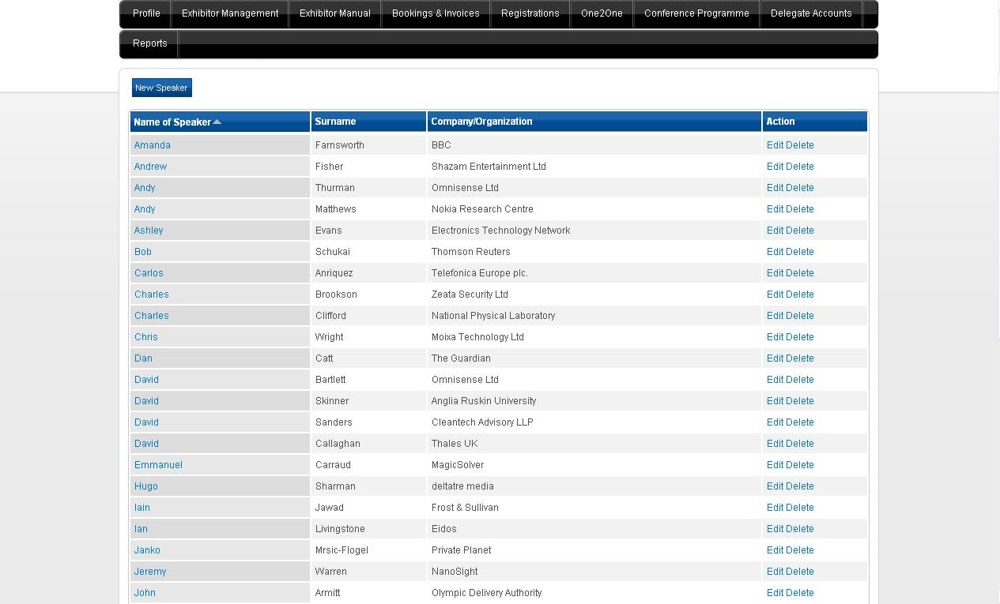 Profile Exhibitor Management Exhibitor Manual Bookings & Invoices Registrations One2One Conference Programme Delegate Accounts
Reports
New Speaker
Name of Speaker Surname Company/Organization Action
Amanda Farnsworth BBC Edit Delete
Andrew Fisher Shazam Entertainment Ltd Edit Delete
Andy Thurman Omnisense Ltd Edit Delete
Andy Matthews Nokia Research Centre Edit Delete
Ashley Evans Electronics Technology Network Edit Delete
Bob Schukai Thomson Reuters Edit Delete
Carlos Anriquez Telefonica Europe plc. Edit Delete
Charles Brookson Zeata Security Ltd Edit Delete
Charles Clifford National Physical Laboratory Edit Delete
Chris Wright Moixa Technology Ltd Edit Delete
Dan Catt The Guardian Edit Delete
David Bartlett Omnisense Ltd Edit Delete
David Skinner Anglia Ruskin University Edit Delete
David Sanders Cleantech Advisory LLP Edit Delete
David Callaghan Thales UK Edit Delete
Emmanuel Carraud MagicSolver Edit Delete
Hugo Sharman deltatre media Edit Delete
Iain Jawad Frost & Sullivan Edit Delete
Ian Livingstone Eidos Edit Delete
Janko Mrsic-Flogel Private Planet Edit Delete
Jeremy Warren NanoSight Edit Delete
John Armitt Olympic Delivery Authority Edit Delete